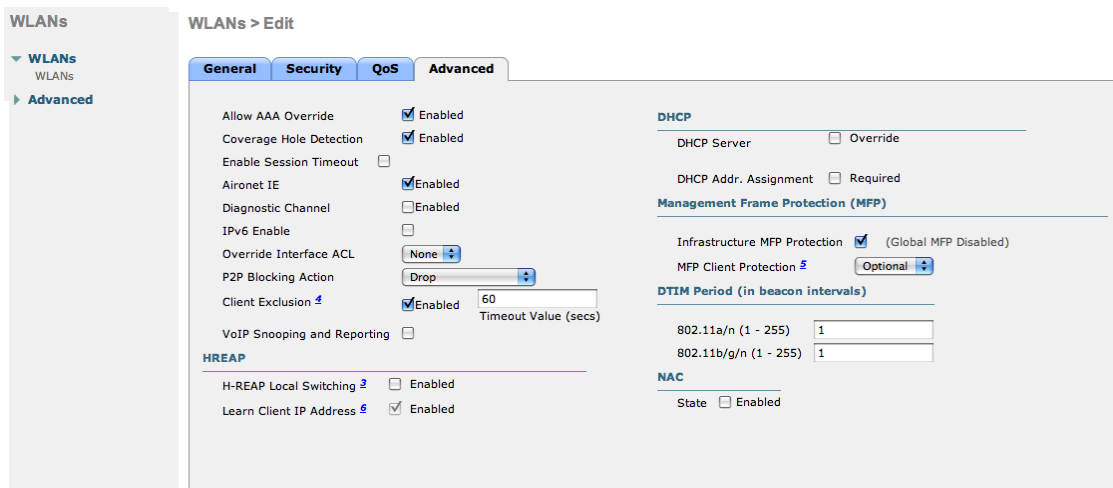 WLANs
WLANs
WLANs
Advanced
WLANs > Edit
General Security QoS Advanced
Allow AAA Override Enabled
Coverage Hole Detection Enabled
Enable Session Timeout
Aironet IE Enabled
Diagnostic Channel Enabled
IPv6 Enable
Override Interface ACL None
P2P Blocking Action Drop
Client Exclusion 4 Enabled 60
Timeout Value (secs)
VoIP Snooping and Reporting
HREAP
H-REAP Local Switching 3 Enabled
Learn Client IP Address 6 Enabled
DHCP
DHCP Server Override
DHCP Addr. Assignment Required
Management Frame Protection (MFP)
Infrastructure MFP Protection (Global MFP Disabled)
MFP Client Protection 5 Optional
DTIM Period (in beacon intervals)
802.11a/n (1 - 255) 1
802.11b/g/n (1 - 255) 1
NAC
State Enabled